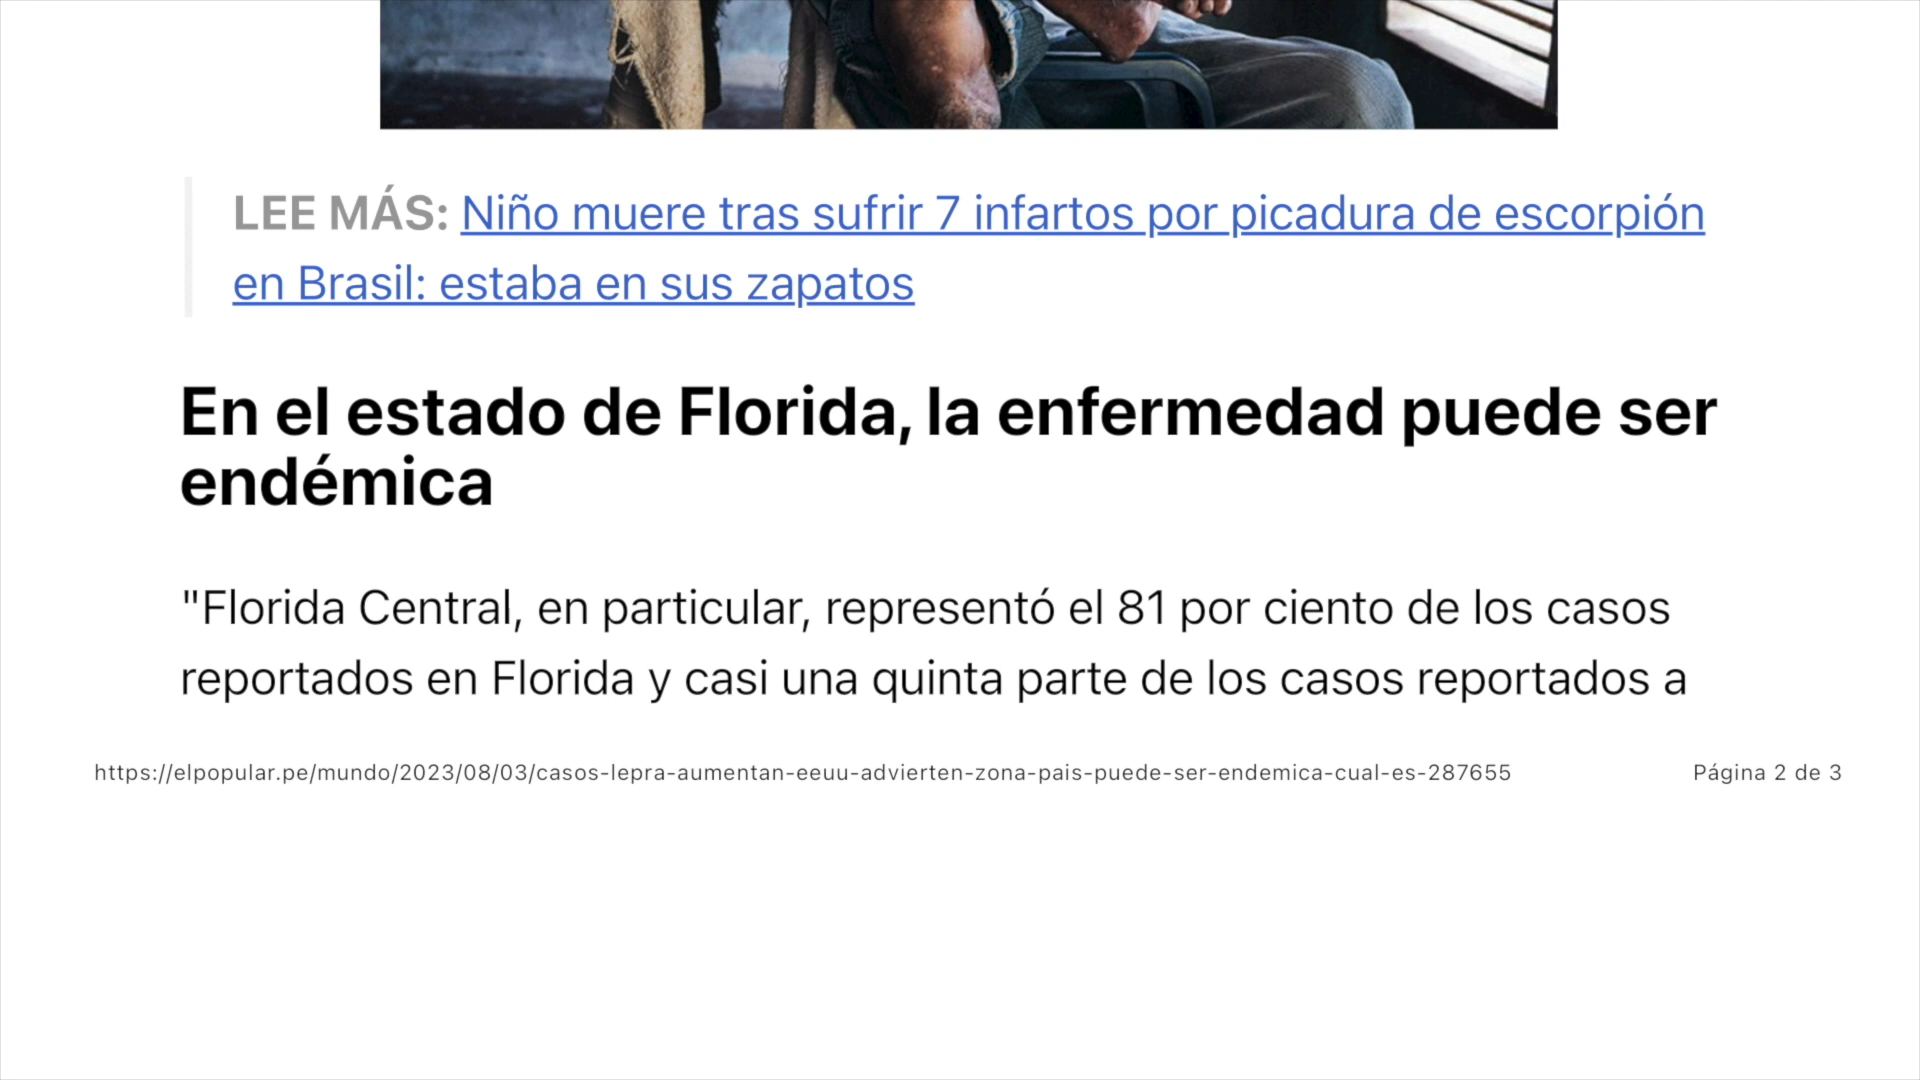 LEE MÁS: Niño muere tras sufrir 7 infartos por picadura de escorpión
en Brasil: estaba en sus zapatos
En el estado de Florida, la enfermedad puede ser
endémica
"Florida Central, en particular, representó el 81 por ciento de los casos
reportados en Florida y casi una quinta parte de los casos reportados a
https://elpopular.pe/mundo/2023/08/03/casos-lepra-aumentan-eeuu-advierten-zona-pais-puede-ser-endemica-cual-es-287655 Página 2 de 3